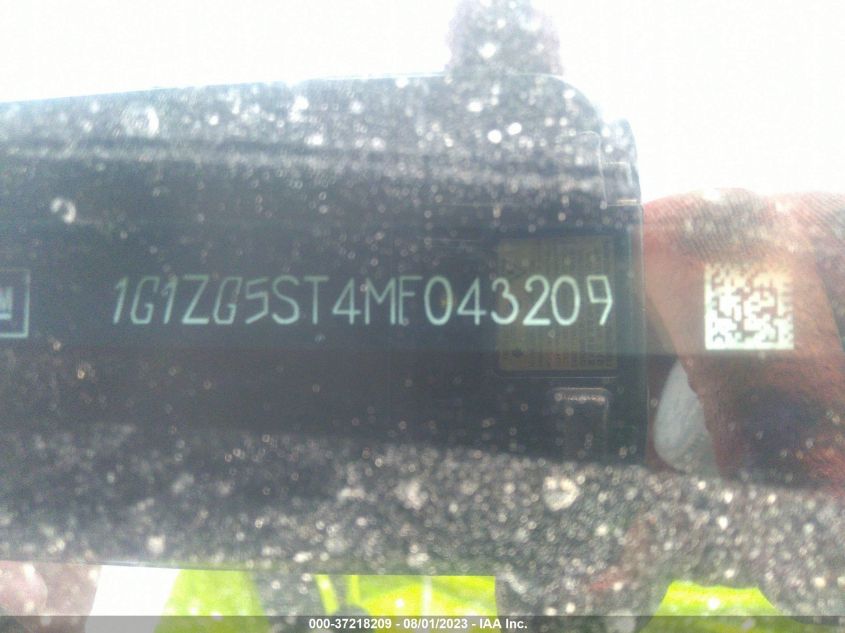 1G1ZG5ST4MF043209
000-37218209 - 08/01/2023 - IAA Inc.